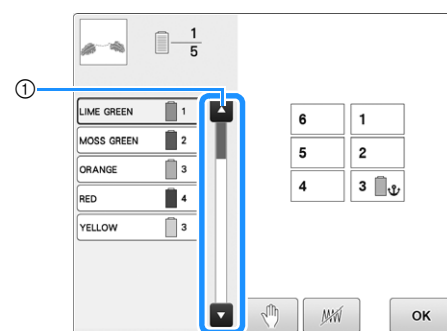 1
5
①
LIME GREEN 1
MOSS GREEN 2
ORANGE 3
RED 4
YELLOW 3
6 1
5 2
4 3
OK